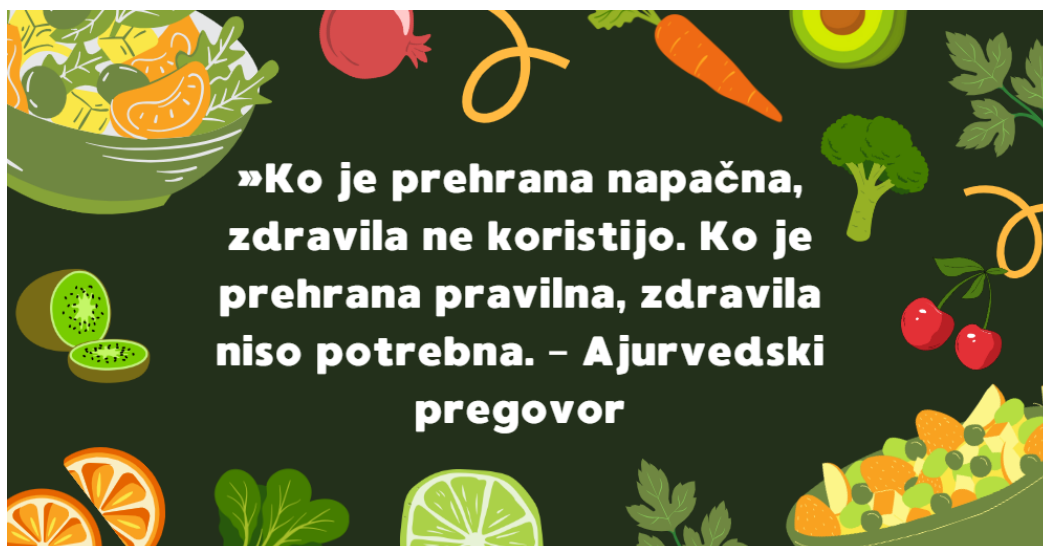 »Ko je prehrana napačna,
zdravila ne koristijo. Ko je
prehrana pravilna, zdravila
niso potrebna. – Ajurvedski
pregovor